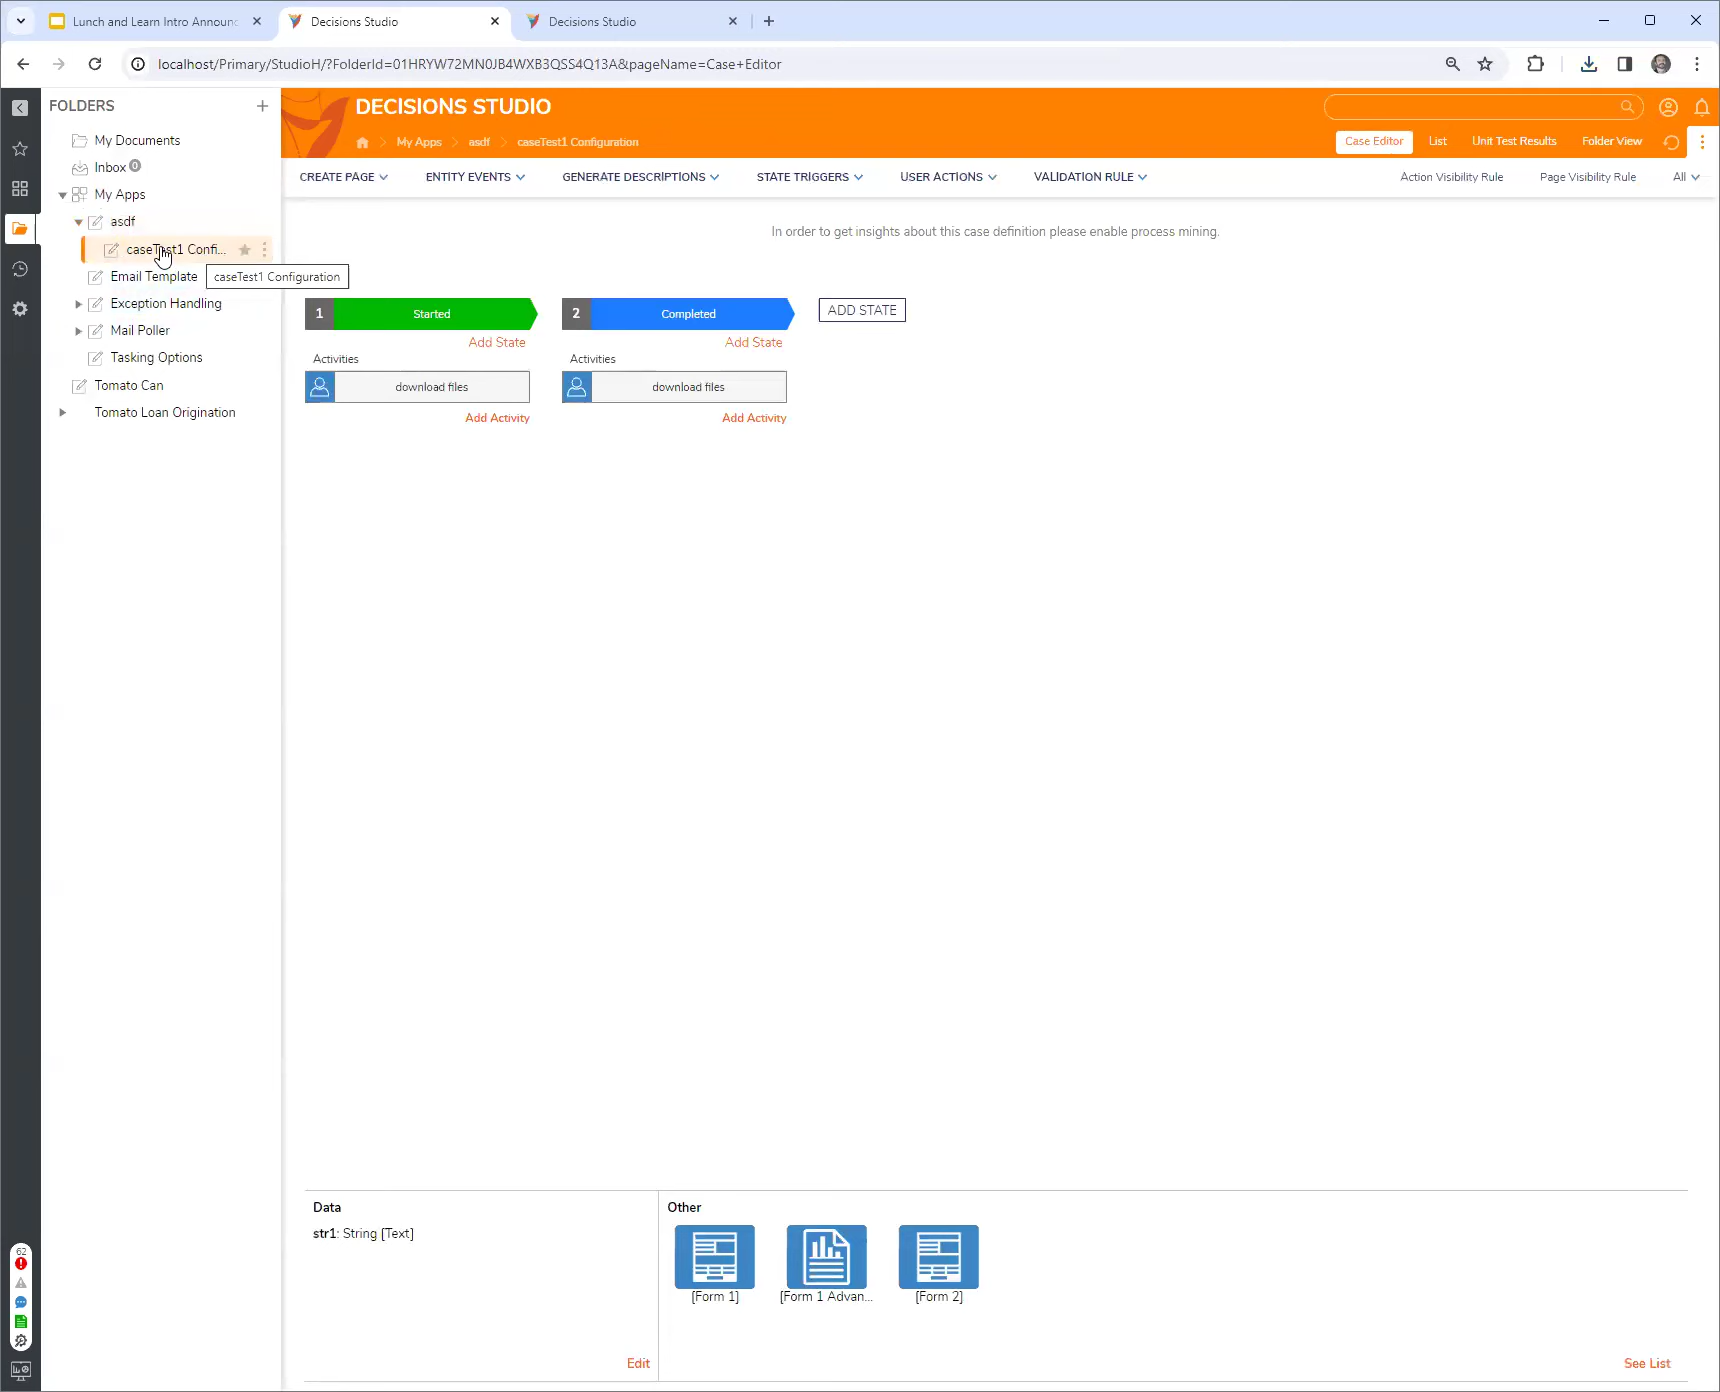 Lunch and Learn Intro Announc
Decisions Studio
Decisions Studio
localhost/Primary/StudioH/?FolderId=01HRYW72MN0JB4WXB3QSS4Q13A&pageName=Case+Editor
FOLDERS
My Documents
Inbox 0
My Apps
asdf
caseTest1 Confi...
Email Template
caseTest1 Configuration
Exception Handling
Mail Poller
Tasking Options
Tomato Can
Tomato Loan Origination
62
DECISIONS STUDIO
My Apps > asdf > caseTest1 Configuration
Case Editor List Unit Test Results Folder View
CREATE PAGE ENTITY EVENTS GENERATE DESCRIPTIONS STATE TRIGGERS USER ACTIONS VALIDATION RULE Action Visibility Rule Page Visibility Rule All
In order to get insights about this case definition please enable process mining.
1 Started 2 Completed ADD STATE
Add State Add State
Activities Activities
download files download files
Add Activity Add Activity
Data
str1: String [Text]
Edit
Other
[Form 1] [Form 1 Advan... [Form 2]
See List